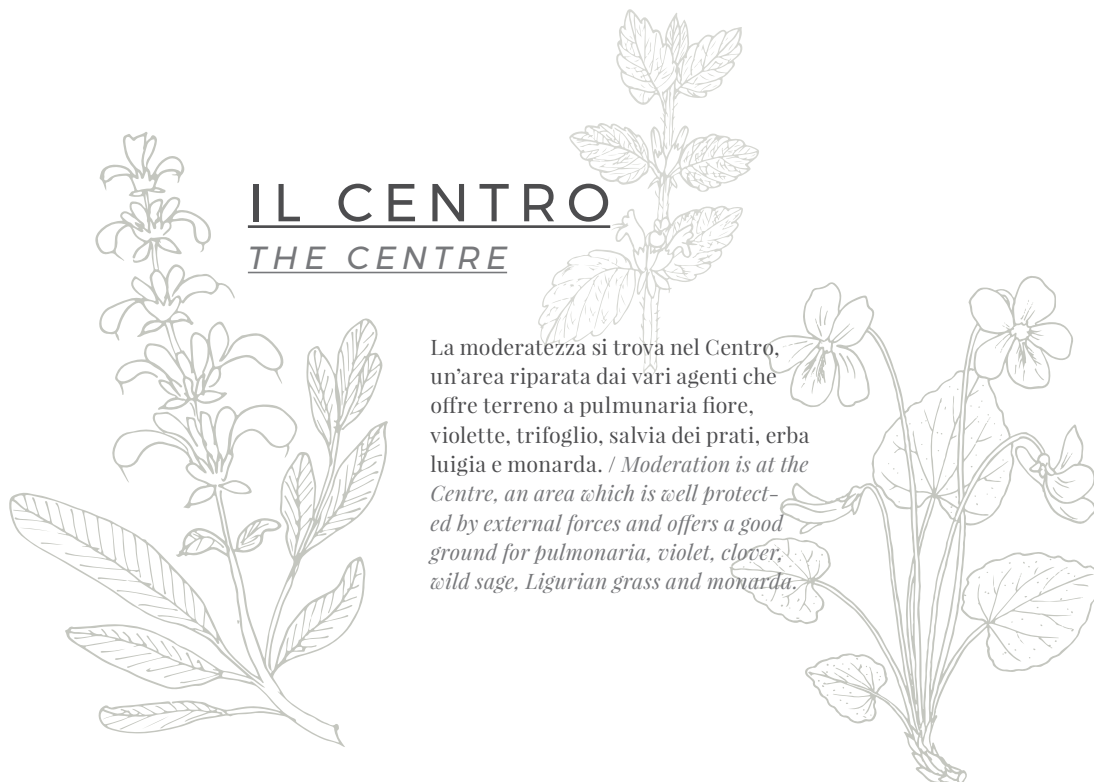 IL CENTRO
THE CENTRE
La moderatezza si trova nel Centro,
un’area riparata dai vari agenti che
offre terreno a pulmunaria fiore,
violette, trifoglio, salvia dei prati, erba
luigia e monarda. / Moderation is at the
Centre, an area which is well protect-
ed by external forces and offers a good
ground for pulmonaria, violet, clover,
wild sage, Ligurian grass and monarda.